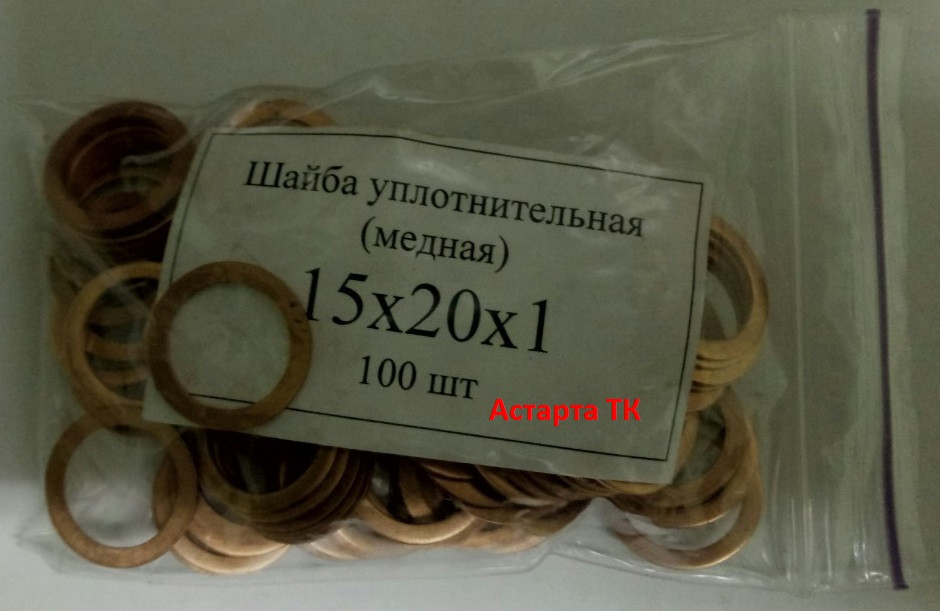 Шайба уплотнительная
(медная)
15x20x1
100 шт
Астарта ТК